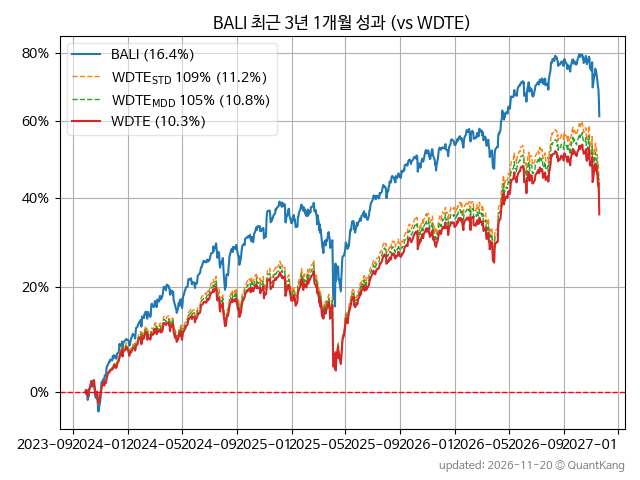 BALI 최근 3년 1개월 성과 (vs WDTE)
80%
60%
40%
20%
0%
BALI (16.4%)
WDTE_STD 109% (11.2%)
WDTE_MDD 105% (10.8%)
WDTE (10.3%)
2023-09 2024-01 2024-05 2024-09 2025-01 2025-05 2025-09 2026-01 2026-05 2026-09 2027-01
updated: 2026-11-20 © QuantKang